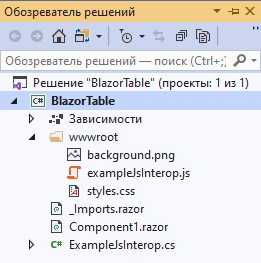 Обозреватель решений
Обозреватель решений — поиск (Ctrl+;)
Решение "BlazorTable" (проекты: 1 из 1)
C# BlazorTable
Зависимости
wwwroot
background.png
exampleJsInterop.js
styles.css
_Imports.razor
Component1.razor
C# ExampleJsInterop.cs